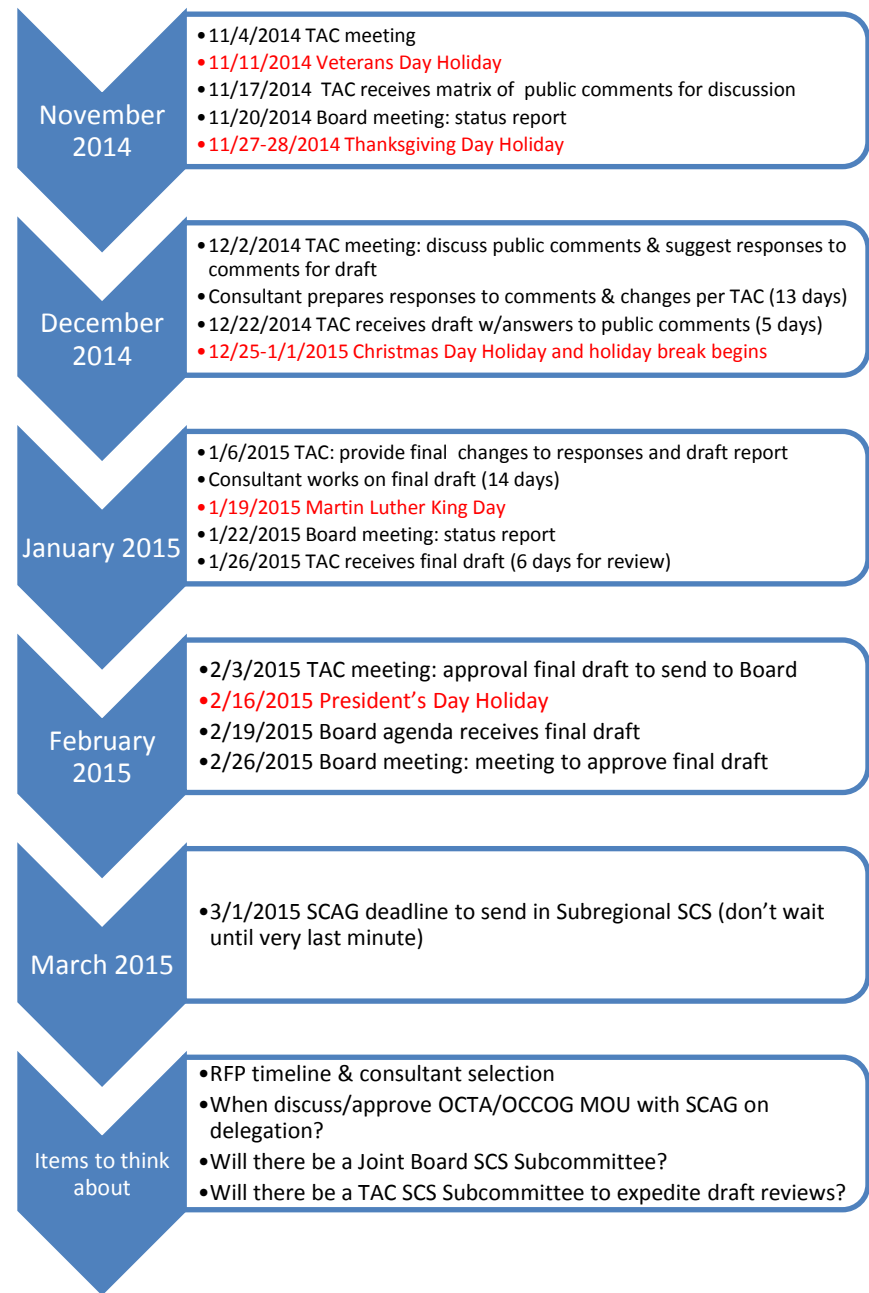 November
2014
•11/4/2014 TAC meeting
•11/11/2014 Veterans Day Holiday
•11/17/2014  TAC receives matrix of  public comments for discussion
•11/20/2014 Board meeting: status report
•11/27-28/2014 Thanksgiving Day Holiday
December
2014
•12/2/2014 TAC meeting: discuss public comments & suggest responses to
comments for draft
•Consultant prepares responses to comments & changes per TAC (13 days)
•12/22/2014 TAC receives draft w/answers to public comments (5 days)
•12/25-1/1/2015 Christmas Day Holiday and holiday break begins
January 2015
•1/6/2015 TAC: provide final  changes to responses and draft report
•Consultant works on final draft (14 days)
•1/19/2015 Martin Luther King Day
•1/22/2015 Board meeting: status report
•1/26/2015 TAC receives final draft (6 days for review)
February
2015
•2/3/2015 TAC meeting: approval final draft to send to Board
•2/16/2015 President’s Day Holiday
•2/19/2015 Board agenda receives final draft
•2/26/2015 Board meeting: meeting to approve final draft
March 2015
•3/1/2015 SCAG deadline to send in Subregional SCS (don’t wait
until very last minute)
Items to think
about
•RFP timeline & consultant selection
•When discuss/approve OCTA/OCCOG MOU with SCAG on
delegation?
•Will there be a Joint Board SCS Subcommittee?
•Will there be a TAC SCS Subcommittee to expedite draft reviews?